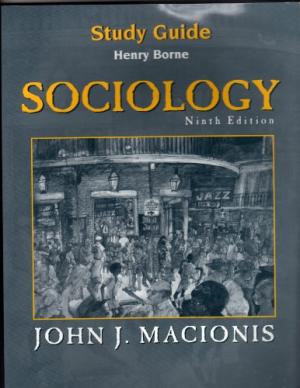 Study Guide
Henry Borne
SOCIOLOGY
Ninth Edition
JAZZ
JOHN J. MACIONIS